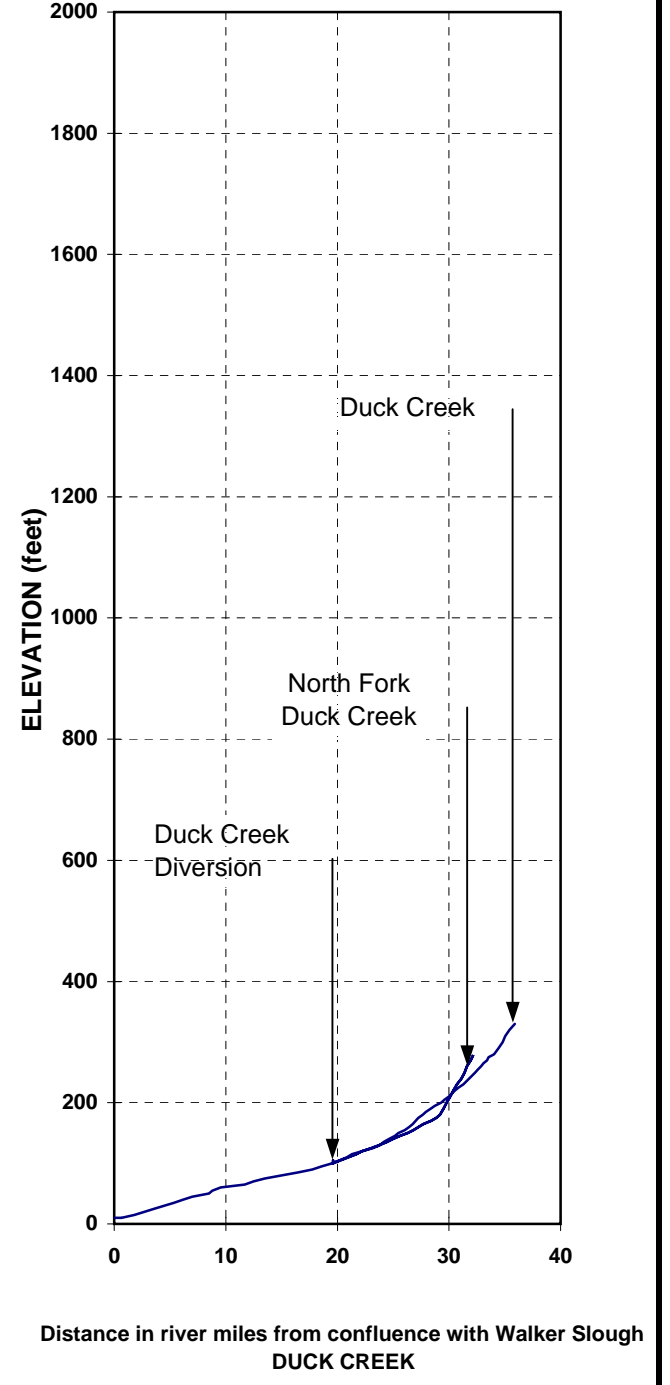 2000
1800
1600
1400
Duck Creek
1200
ELEVATION (feet)
1000
North Fork
Duck Creek
800
Duck Creek
Diversion
600
400
200
0
0 10 20 30 40
Distance in river miles from confluence with Walker Slough
DUCK CREEK